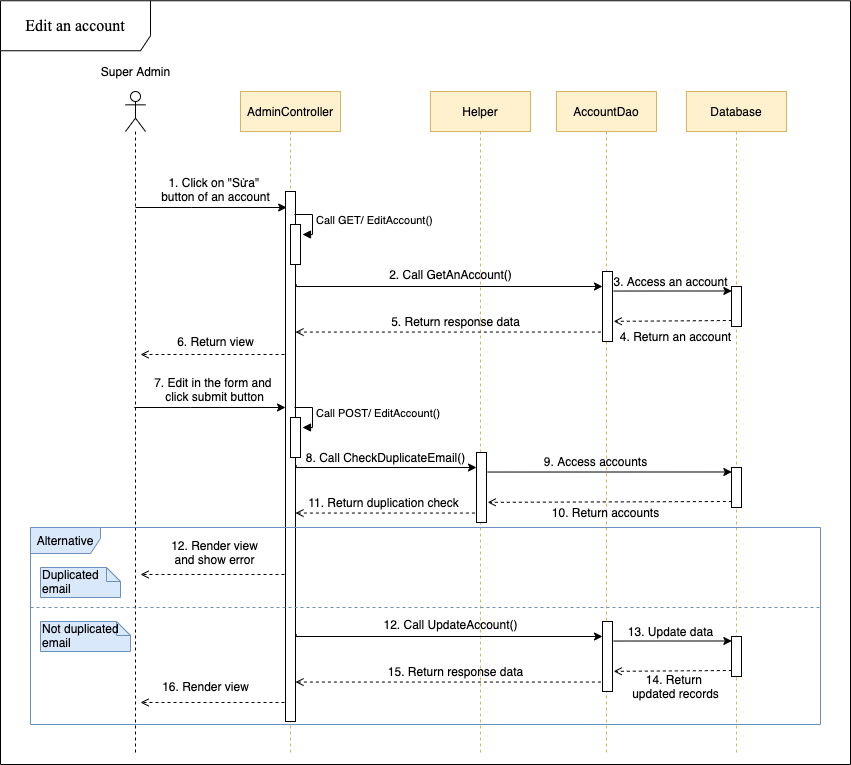 Edit an account
Super Admin
AdminController
Helper
AccountDao
Database
1. Click on "Sửa"
button of an account
Call GET/ EditAccount()
2. Call GetAnAccount()
3. Access an account
4. Return an account
5. Return response data
6. Return view
7. Edit in the form and
click submit button
Call POST/ EditAccount()
8. Call CheckDuplicateEmail()
9. Access accounts
10. Return accounts
11. Return duplication check
Alternative
12. Render view
and show error
Duplicated
email
Not duplicated
email
12. Call UpdateAccount()
13. Update data
14. Return
updated records
15. Return response data
16. Render view